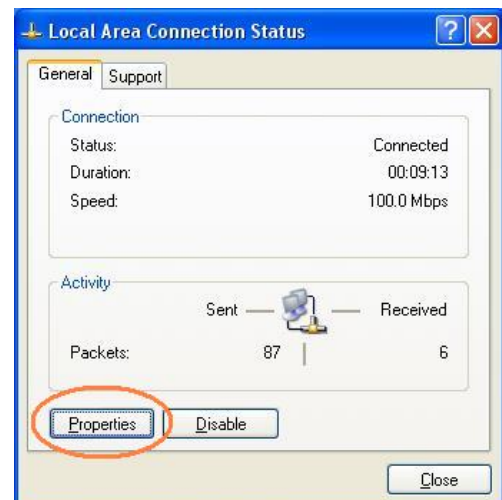 Local Area Connection Status
General Support
Connection
Status: Connected
Duration: 00:09:13
Speed: 100.0 Mbps
Activity
Sent Received
Packets: 87 6
Properties Disable
Close